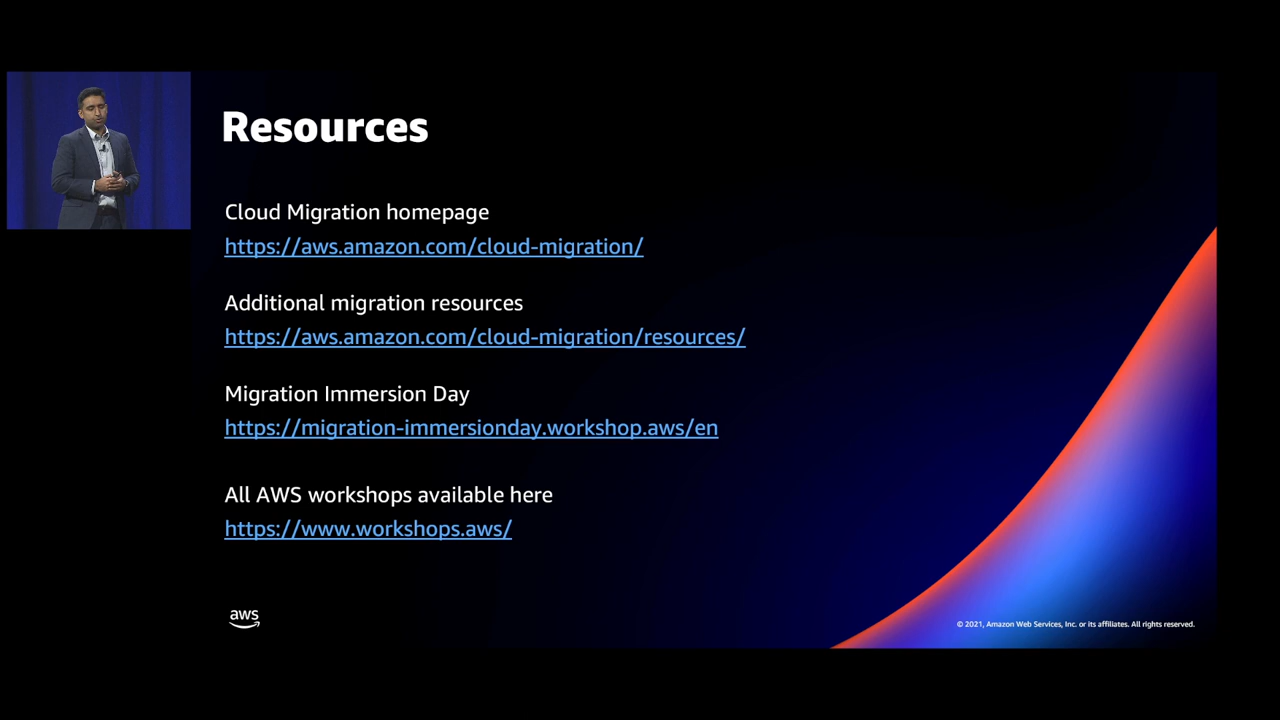 Resources
Cloud Migration homepage
https://aws.amazon.com/cloud-migration/
Additional migration resources
https://aws.amazon.com/cloud-migration/resources/
Migration Immersion Day
https://migration-immersionday.workshop.aws/en
All AWS workshops available here
https://www.workshops.aws/
aws
© 2021, Amazon Web Services, Inc. or its affiliates. All rights reserved.